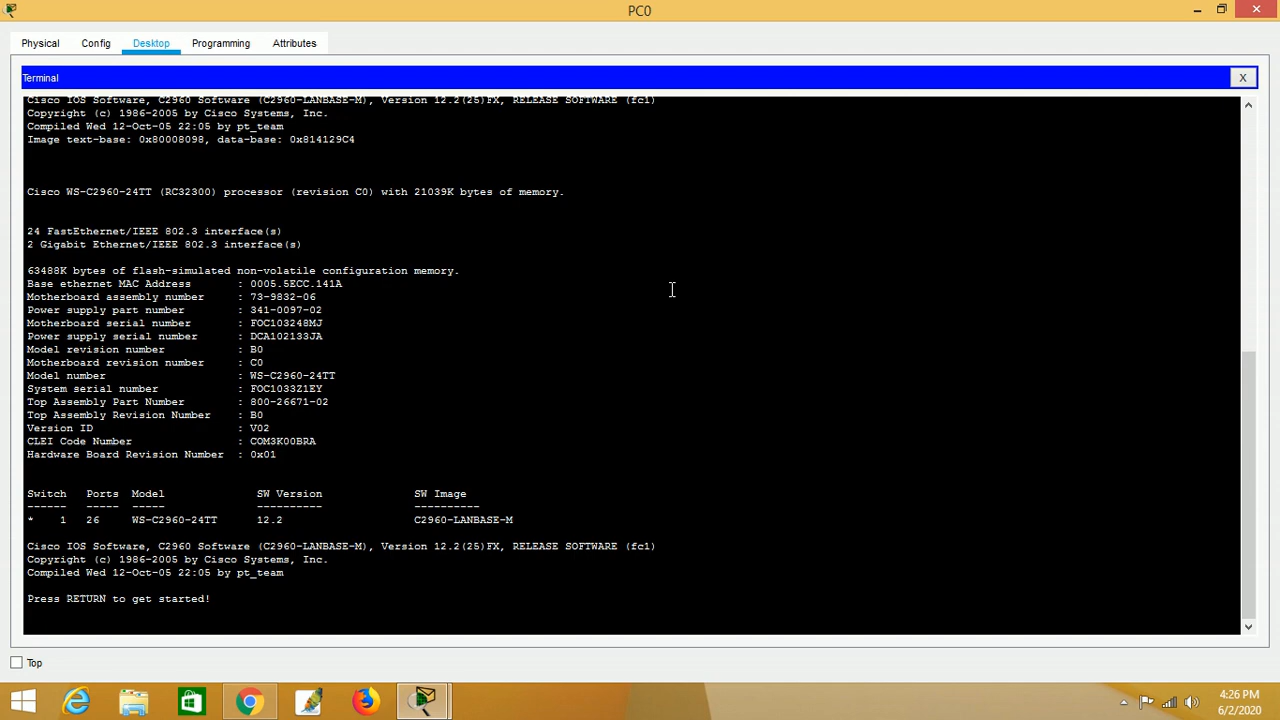 PC0
Physical Config Desktop Programming Attributes
Terminal X
Cisco IOS Software, C2960 Software (C2960-LANBASE-M), Version 12.2(25)FX, RELEASE SOFTWARE (fc1)
Copyright (c) 1986-2005 by Cisco Systems, Inc.
Compiled Wed 12-Oct-05 22:05 by pt_team
Image text-base: 0x80008098, data-base: 0x814129C4
Cisco WS-C2960-24TT (RC32300) processor (revision C0) with 21039K bytes of memory.
24 FastEthernet/IEEE 802.3 interface(s)
2 Gigabit Ethernet/IEEE 802.3 interface(s)
63488K bytes of flash-simulated non-volatile configuration memory.
Base ethernet MAC Address : 0005.5ECC.141A
Motherboard assembly number : 73-9832-06
Power supply part number : 341-0097-02
Motherboard serial number : FOC103248MJ
Power supply serial number : DCA102133JA
Model revision number : B0
Motherboard revision number : C0
Model number : WS-C2960-24TT
System serial number : FOC1033Z1EY
Top Assembly Part Number : 800-26671-02
Top Assembly Revision Number : B0
Version ID : V02
CLEI Code Number : COM3K00BRA
Hardware Board Revision Number : 0x01
Switch Ports Model SW Version SW Image
------ ----- ----- ---------- ----------
* 1 26 WS-C2960-24TT 12.2 C2960-LANBASE-M
Cisco IOS Software, C2960 Software (C2960-LANBASE-M), Version 12.2(25)FX, RELEASE SOFTWARE (fc1)
Copyright (c) 1986-2005 by Cisco Systems, Inc.
Compiled Wed 12-Oct-05 22:05 by pt_team
Press RETURN to get started!
Top
4:26 PM
6/2/2020